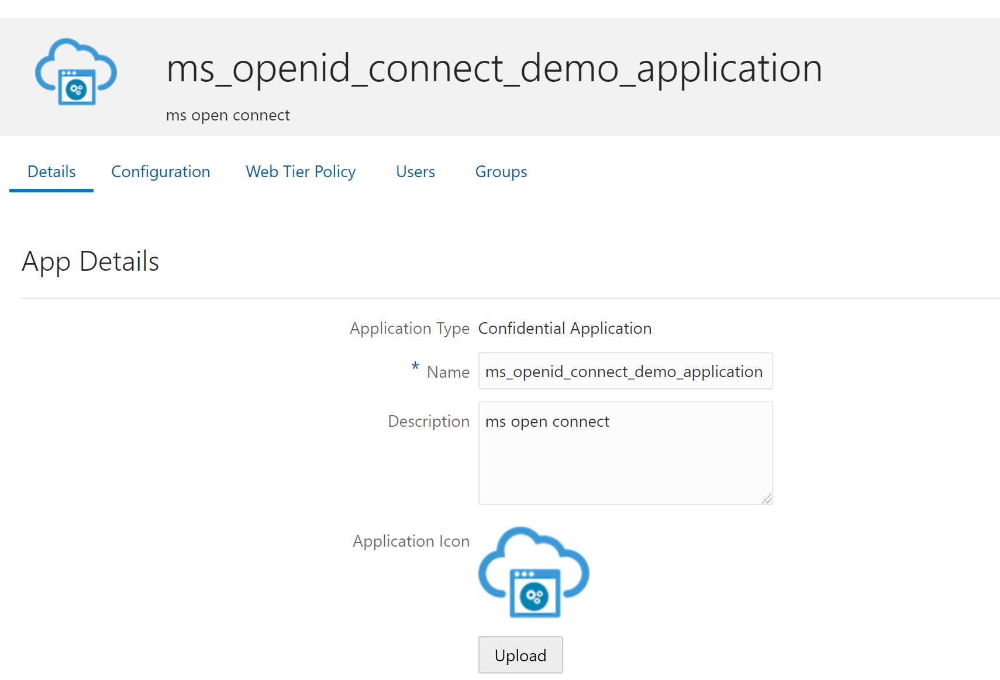 ms_openid_connect_demo_application
ms open connect
Details Configuration Web Tier Policy Users Groups
App Details
Application Type Confidential Application
* Name ms_openid_connect_demo_application
Description ms open connect
Application Icon
Upload